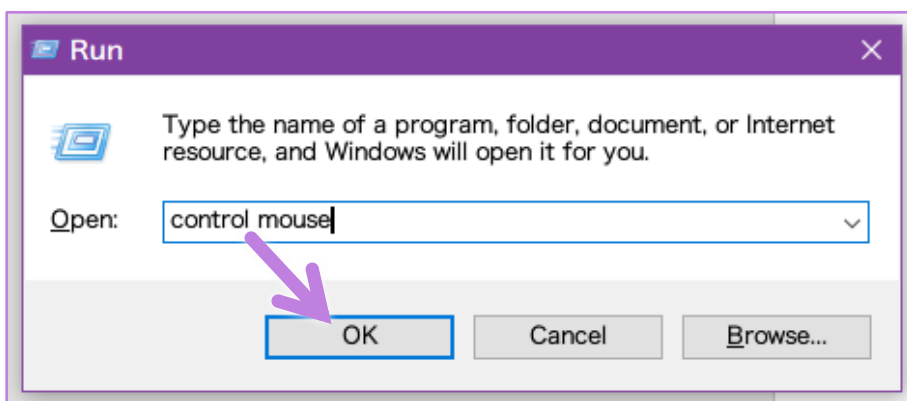 Run
Type the name of a program, folder, document, or Internet
resource, and Windows will open it for you.
Open: control mouse
OK Cancel Browse...